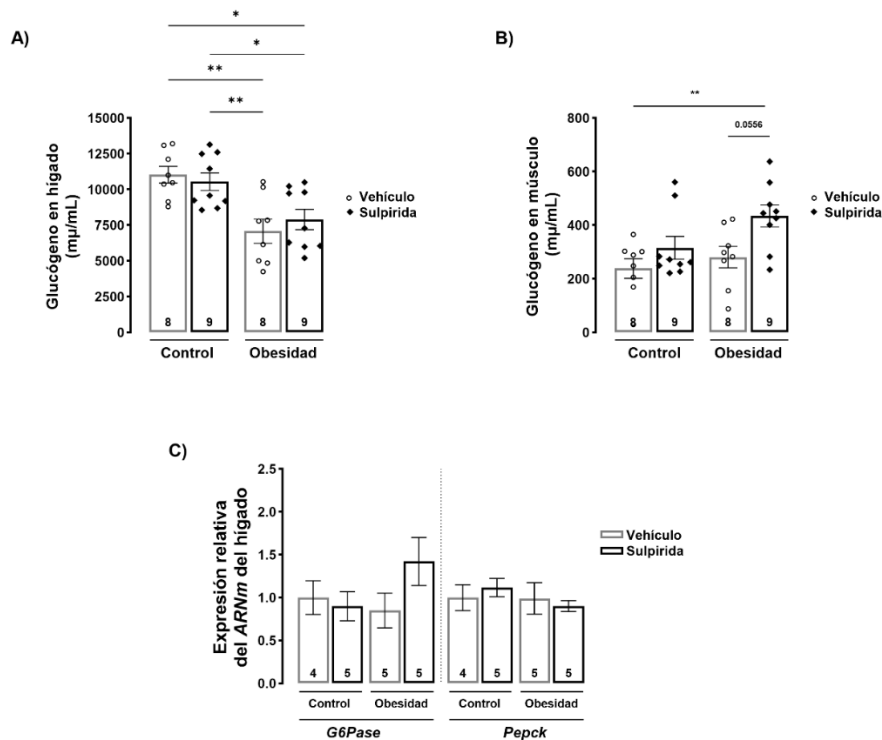 A)
*
*
**
**
Glucógeno en hígado
(mµ/mL)
15000
12500
10000
7500
5000
2500
0
8
9
8
9
Control
Obesidad
Vehículo
Sulpirida
B)
**
0.0556
Glucógeno en músculo
(mµ/mL)
800
600
400
200
0
8
9
8
9
Control
Obesidad
Vehículo
Sulpirida
C)
Expresión relativa
del ARNm del hígado
2.5
2.0
1.5
1.0
0.5
0.0
4
5
5
5
4
5
5
5
Control
Obesidad
Control
Obesidad
G6Pase
Pepck
Vehículo
Sulpirida